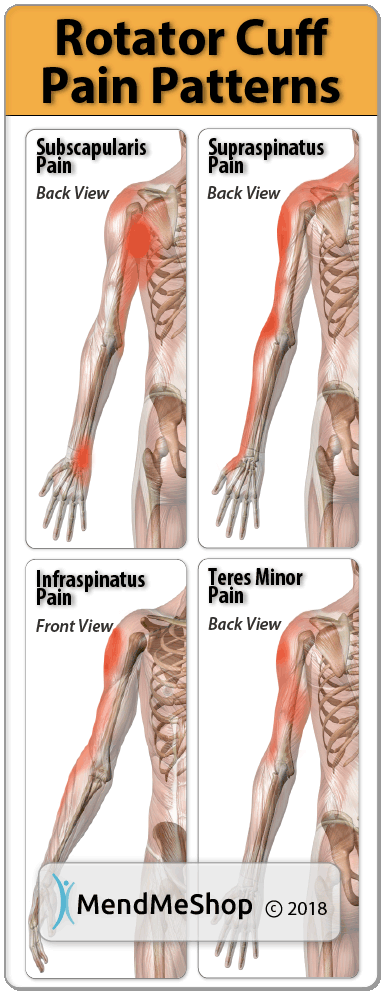 Rotator Cuff
Pain Patterns
Subscapularis
Pain
Back View
Supraspinatus
Pain
Back View
Infraspinatus
Pain
Front View
Teres Minor
Pain
Back View
MendMeShop © 2018